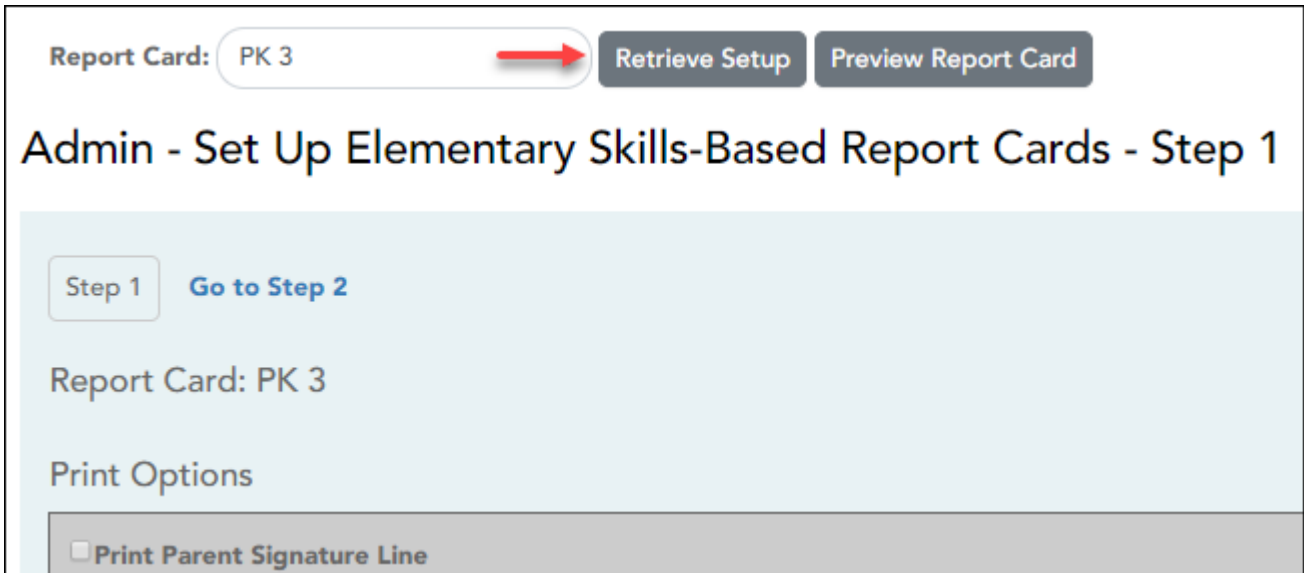 Report Card: PK 3 Retrieve Setup Preview Report Card
Admin - Set Up Elementary Skills-Based Report Cards - Step 1
Step 1 Go to Step 2
Report Card: PK 3
Print Options
Print Parent Signature Line